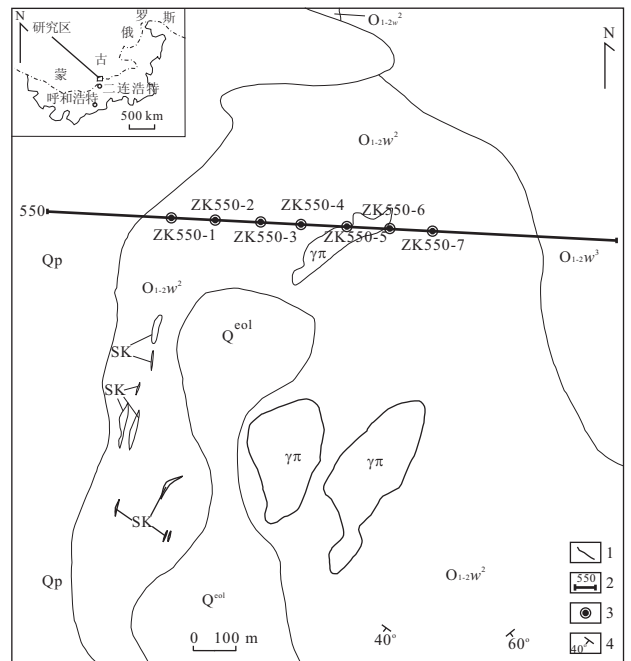 N
俄
罗
斯
研究区
蒙
古
二连浩特
呼和浩特
500 km
O₁₋₂w²
N
O₁₋₂w²
550
ZK550-2
ZK550-4
ZK550-6
ZK550-1
ZK550-3
ZK550-5
ZK550-7
Qp
γπ
O₁₋₂w³
O₁₋₂w²
Qᵉᵒˡ
SK
SK
γπ
γπ
SK
Qp
Qᵉᵒˡ
O₁₋₂w²
0 100 m
40°
60°
1
550 2
3
40° 4